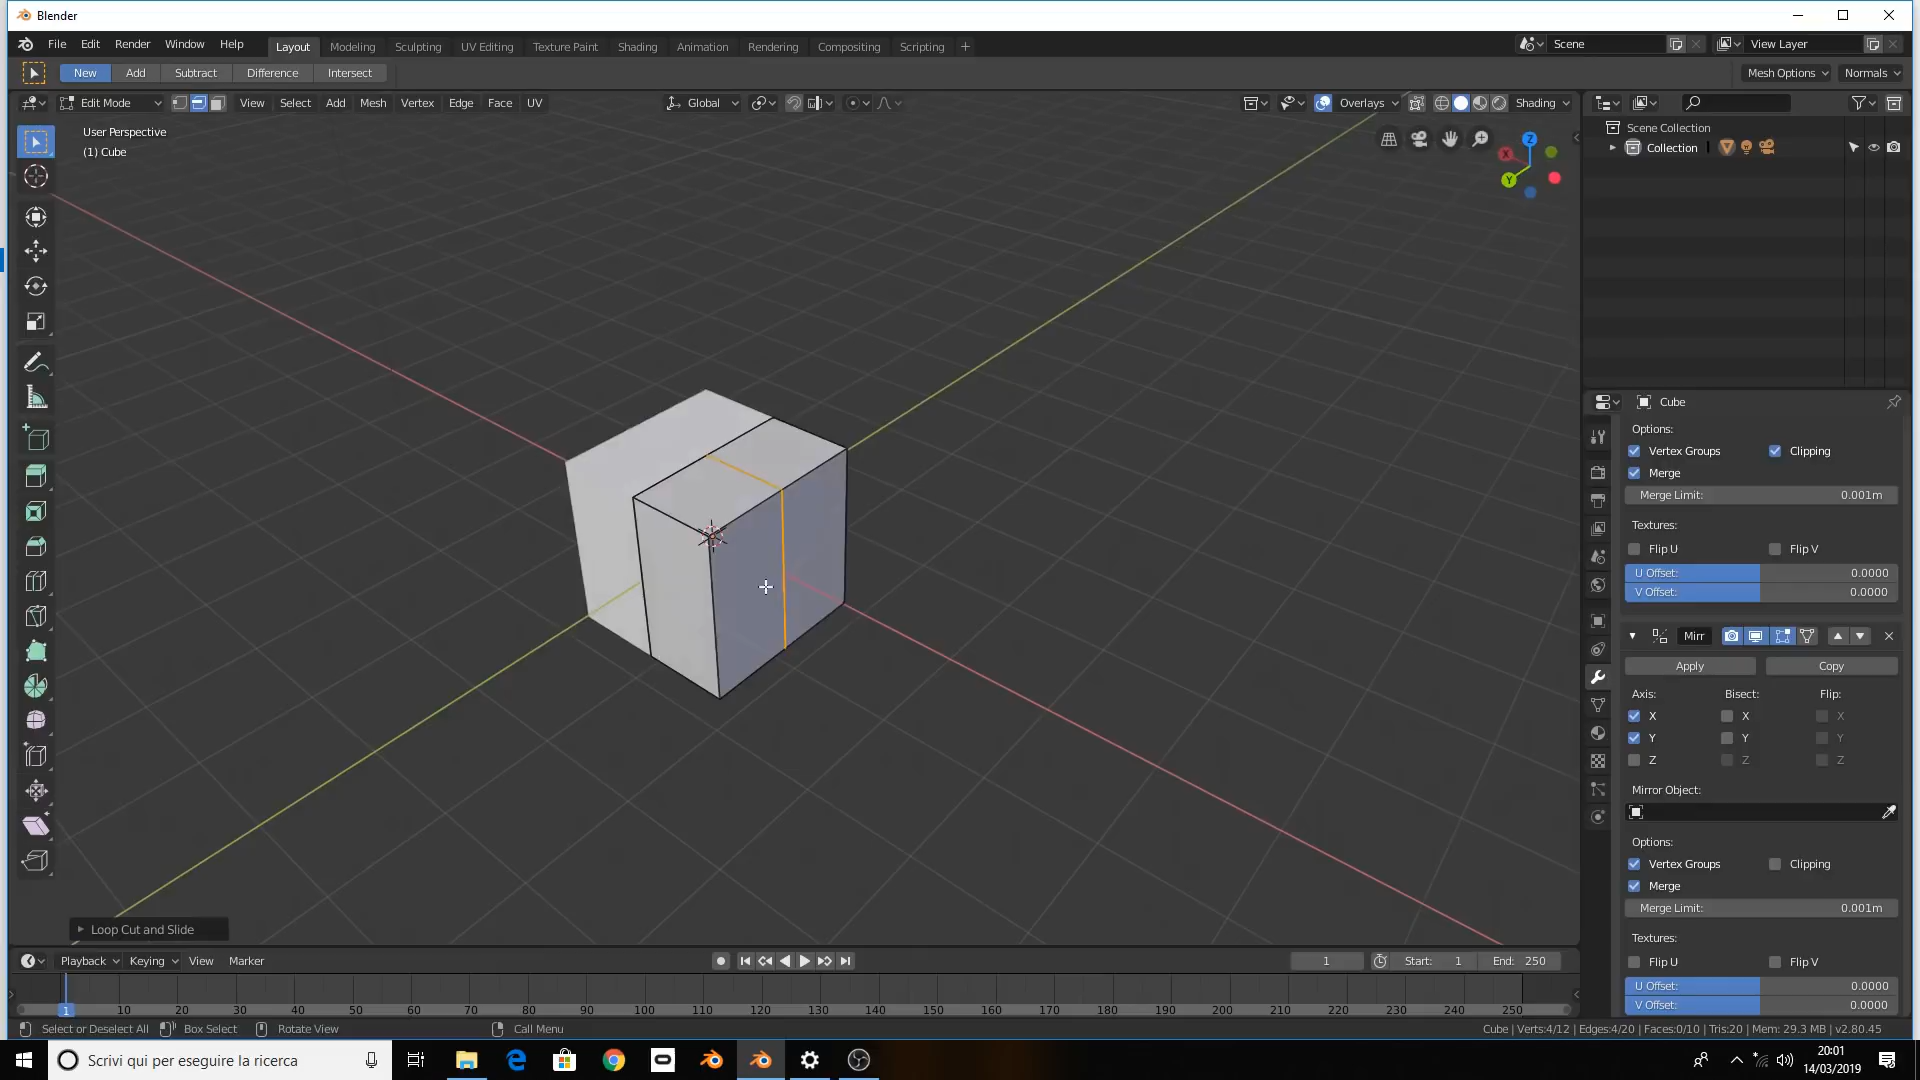 Blender
File Edit Render Window Help Layout Modeling Sculpting UV Editing Texture Paint Shading Animation Rendering Compositing Scripting + Scene View Layer
New Add Subtract Difference Intersect Mesh Options Normals
Edit Mode View Select Add Mesh Vertex Edge Face UV Global Overlays Shading
User Perspective
(1) Cube
Z
X
Y
Scene Collection
Collection
Cube
Options:
Vertex Groups Clipping
Merge
Merge Limit: 0.001m
Textures:
Flip U Flip V
U Offset: 0.0000
V Offset: 0.0000
Mirr
Apply Copy
Axis: Bisect: Flip:
X X X
Y Y Y
Z Z Z
Mirror Object:
Options:
Vertex Groups Clipping
Merge
Merge Limit: 0.001m
Textures:
Flip U Flip V
U Offset: 0.0000
V Offset: 0.0000
Loop Cut and Slide
Playback Keying View Marker 1 Start: 1 End: 250
1 10 20 30 40 50 60 70 80 90 100 110 120 130 140 150 160 170 180 190 200 210 220 230 240 250
Select or Deselect All Box Select Rotate View Call Menu Cube | Verts:4/12 | Edges:4/20 | Faces:0/10 | Tris:20 | Mem: 29.3 MB | v2.80.45
Scrivi qui per eseguire la ricerca
20:01
14/03/2019